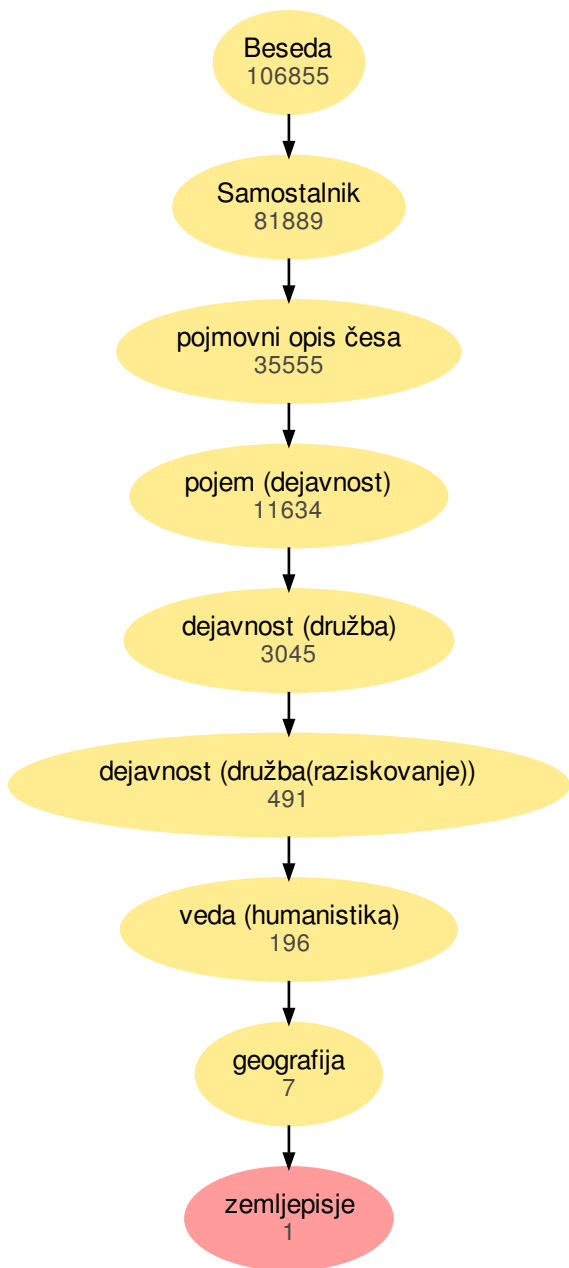 Beseda
106855
Samostalnik
81889
pojmovni opis česa
35555
pojem (dejavnost)
11634
dejavnost (družba)
3045
dejavnost (družba(raziskovanje))
491
veda (humanistika)
196
geografija
7
zemljepisje
1